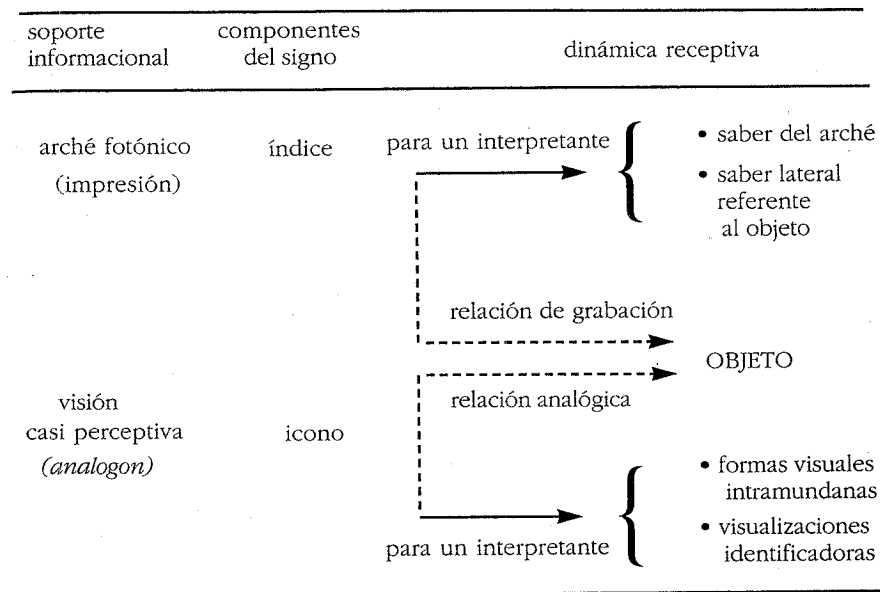 soporte informacional
componentes del signo
dinámica receptiva
arché fotónico
(impresión)
índice
para un interpretante
• saber del arché
• saber lateral
referente
al objeto
relación de grabación
OBJETO
relación analógica
visión
casi perceptiva
(analogon)
icono
para un interpretante
• formas visuales
intramundanas
• visualizaciones
identificadoras